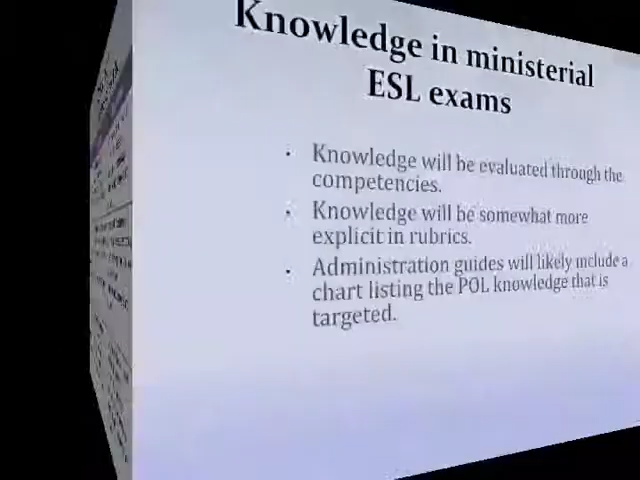 Knowledge in ministerial
ESL exams
• Knowledge will be evaluated through the
competencies.
• Knowledge will be somewhat more
explicit in rubrics.
• Administration guides will likely include a
chart listing the POL knowledge that is
targeted.